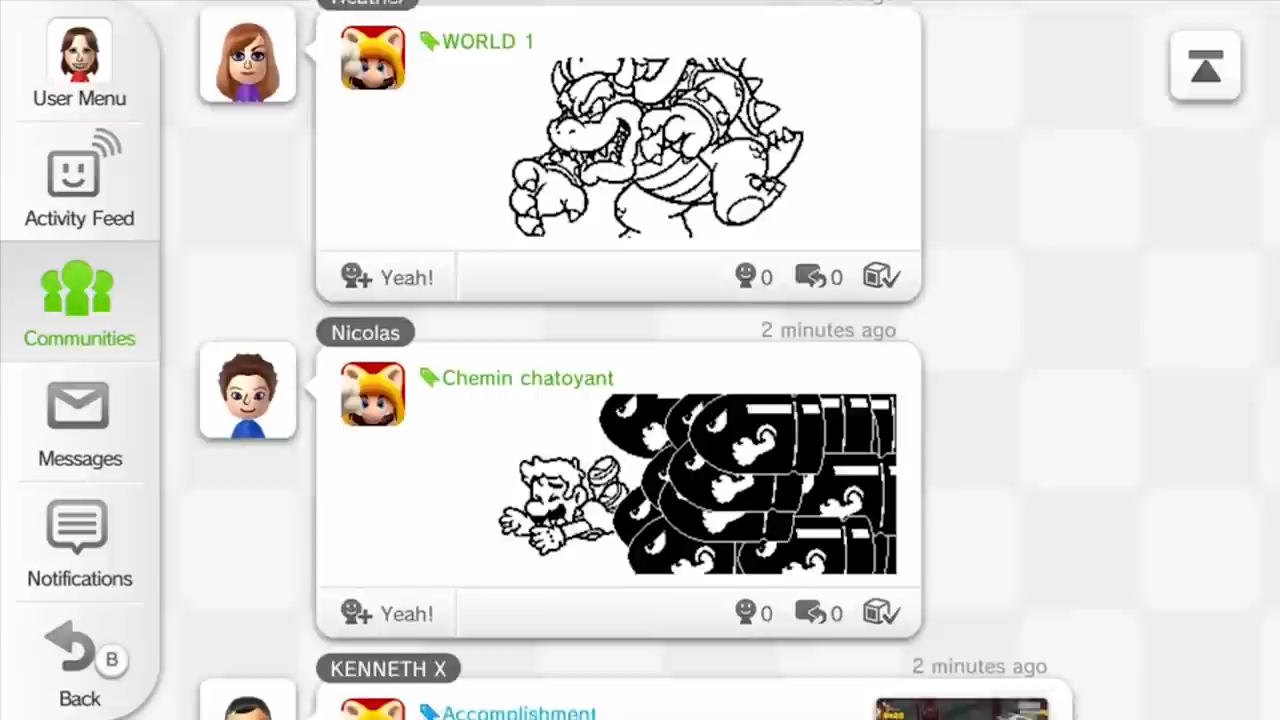 User Menu
Activity Feed
Communities
Messages
Notifications
B
Back
WORLD 1
Yeah!
0
0
Nicolas
2 minutes ago
Chemin chatoyant
Yeah!
0
0
KENNETH X
2 minutes ago
Accomplishment